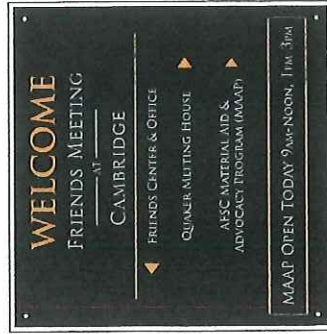 WELCOME
FRIENDS MEETING
AT
CAMBRIDGE
FRIENDS CENTER & OFFICE
QUAKER MEETING HOUSE
AFSC MATERIAL AID &
ADVOCACY PROGRAM (MAAP)
MAAP OPEN TODAY 9AM-NOON, 1PM 3PM